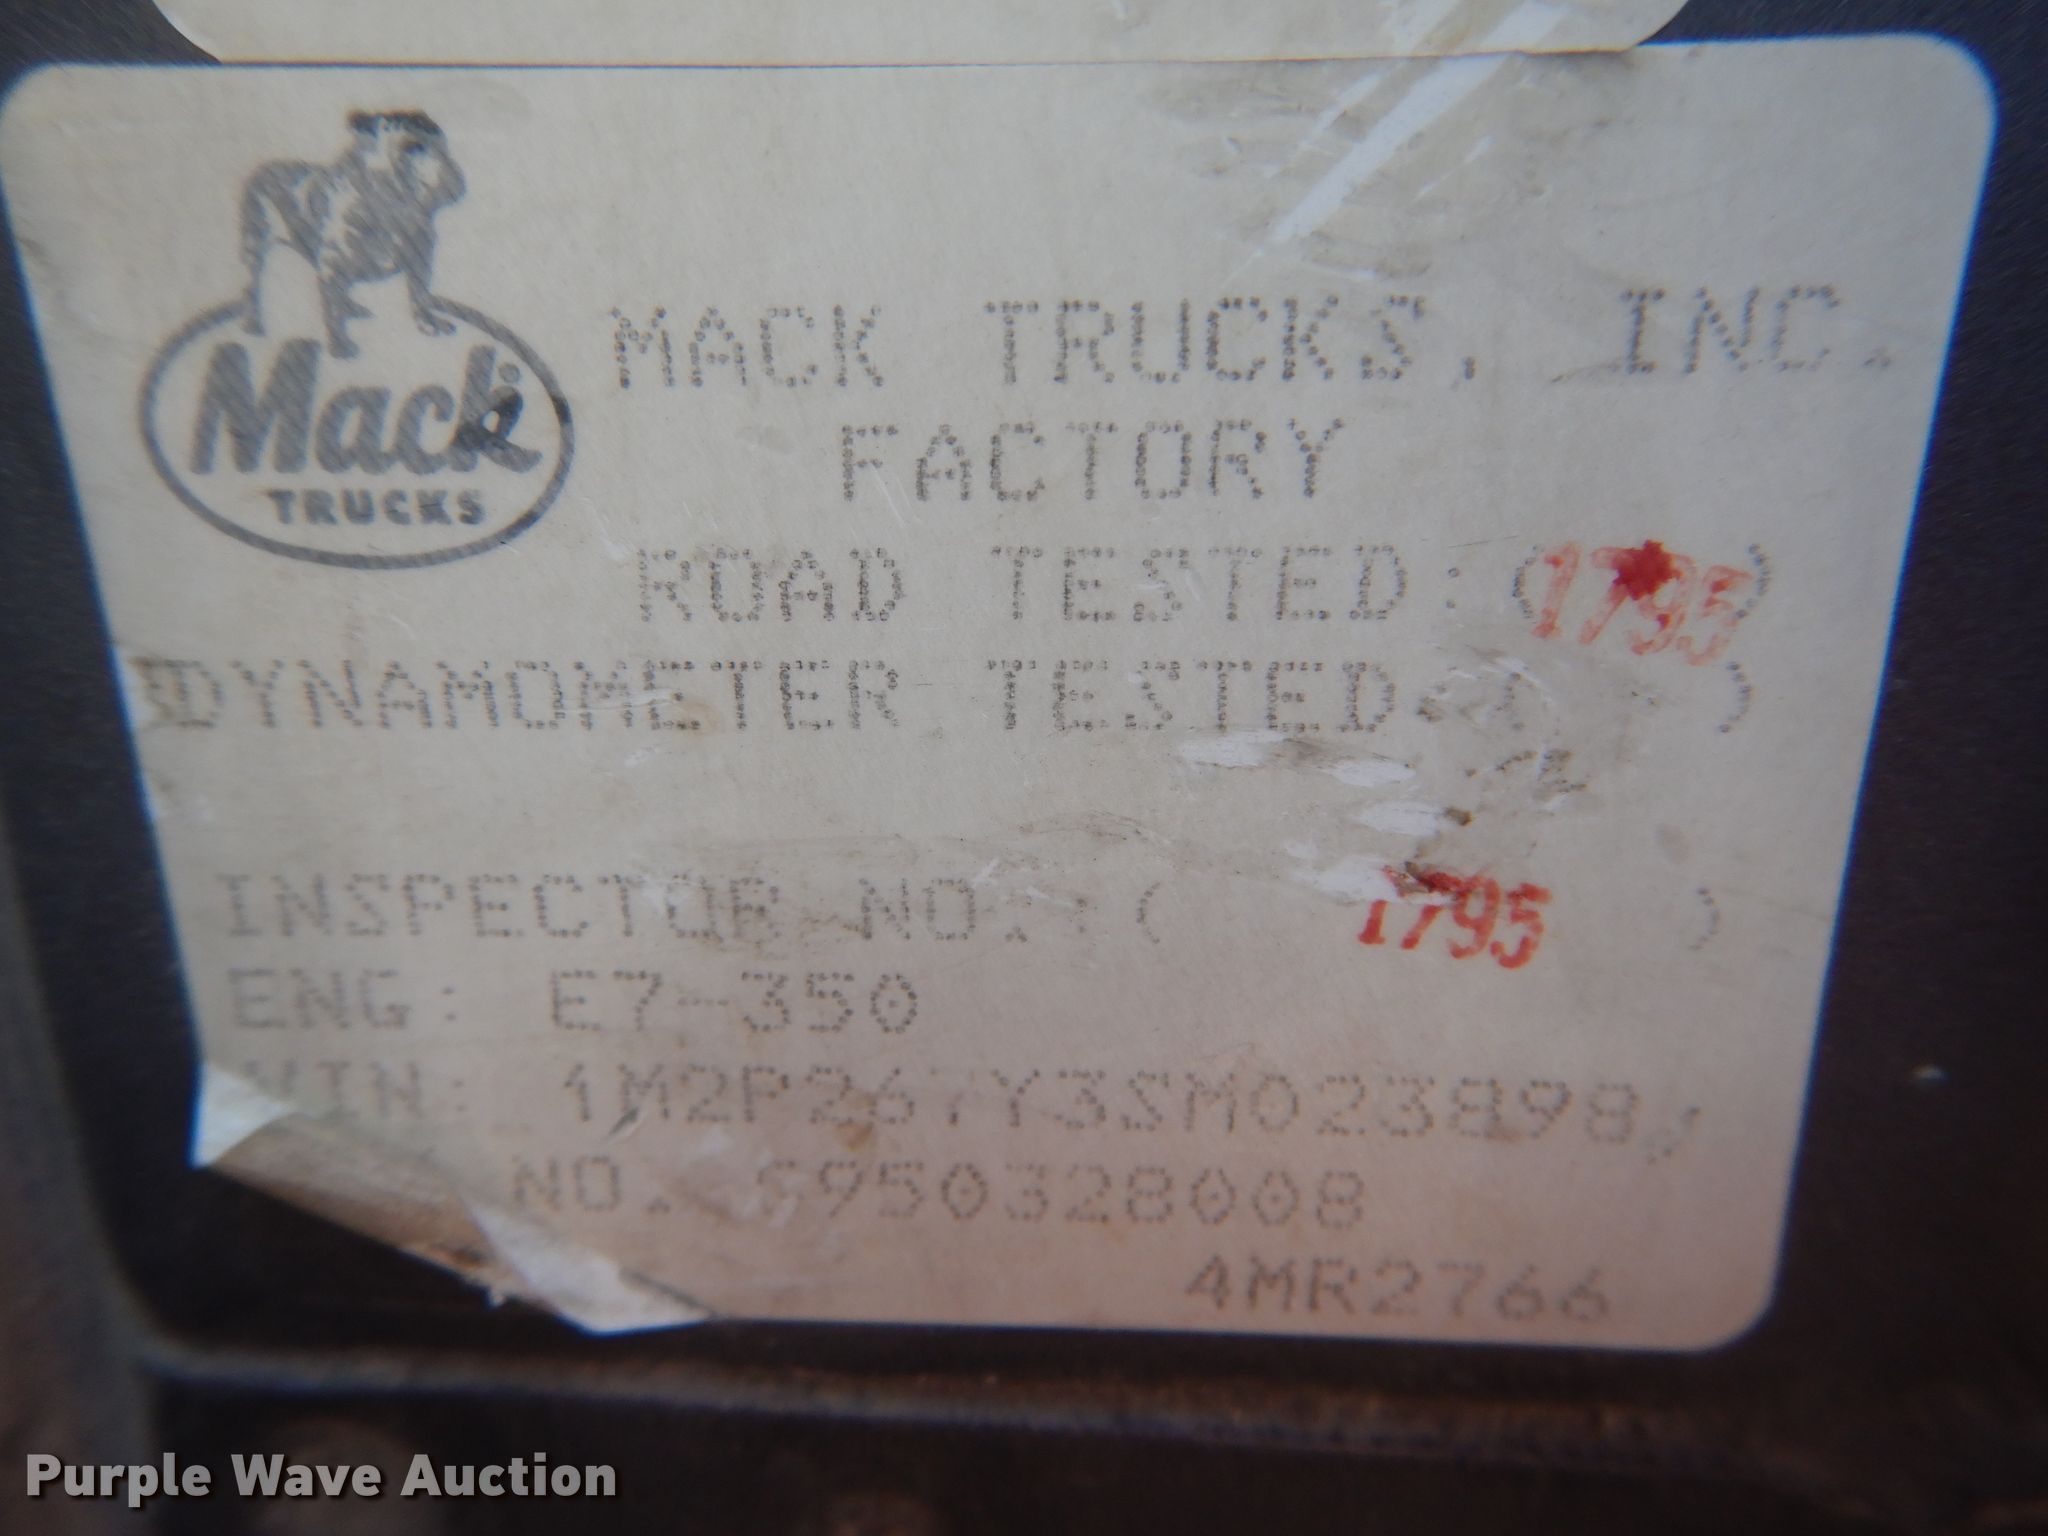 Mack®
TRUCKS
MACK TRUCKS, INC.
FACTORY
ROAD TESTED: (1795)
DYNAMOMETER TESTED: ( )
INSPECTOR NO.: ( 1795 )
ENG: E7-350
VIN: 1M2P267Y3SM023898,
NO. S950328008
4MR2766
Purple Wave Auction